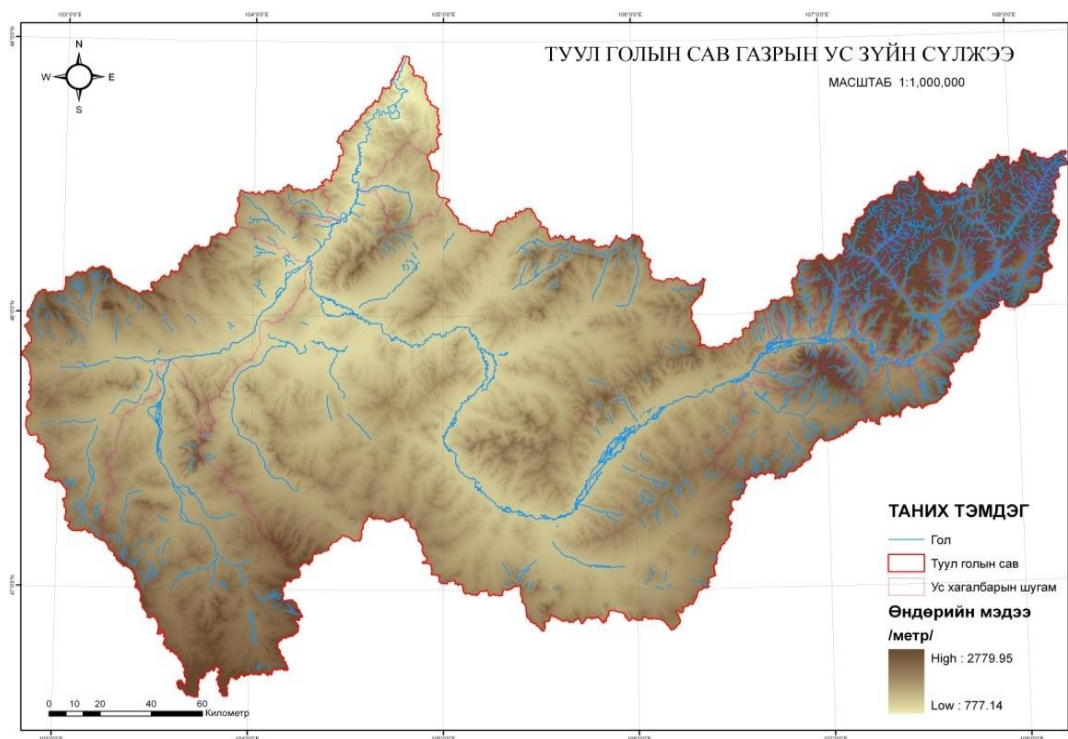 103°0'0"E 104°0'0"E 105°0'0"E 106°0'0"E 107°0'0"E 108°0'0"E
ТУУЛ ГОЛЫН САВ ГАЗРЫН УС ЗҮЙН СҮЛЖЭЭ
МАСШТАБ 1:1,000,000
N
W E
S
ТАНИХ ТЭМДЭГ
Гол
Туул голын сав
Ус хагалбарын шугам
Өндөрийн мэдээ
/метр/
High : 2779.95
Low : 777.14
0 10 20 40 60
Километр